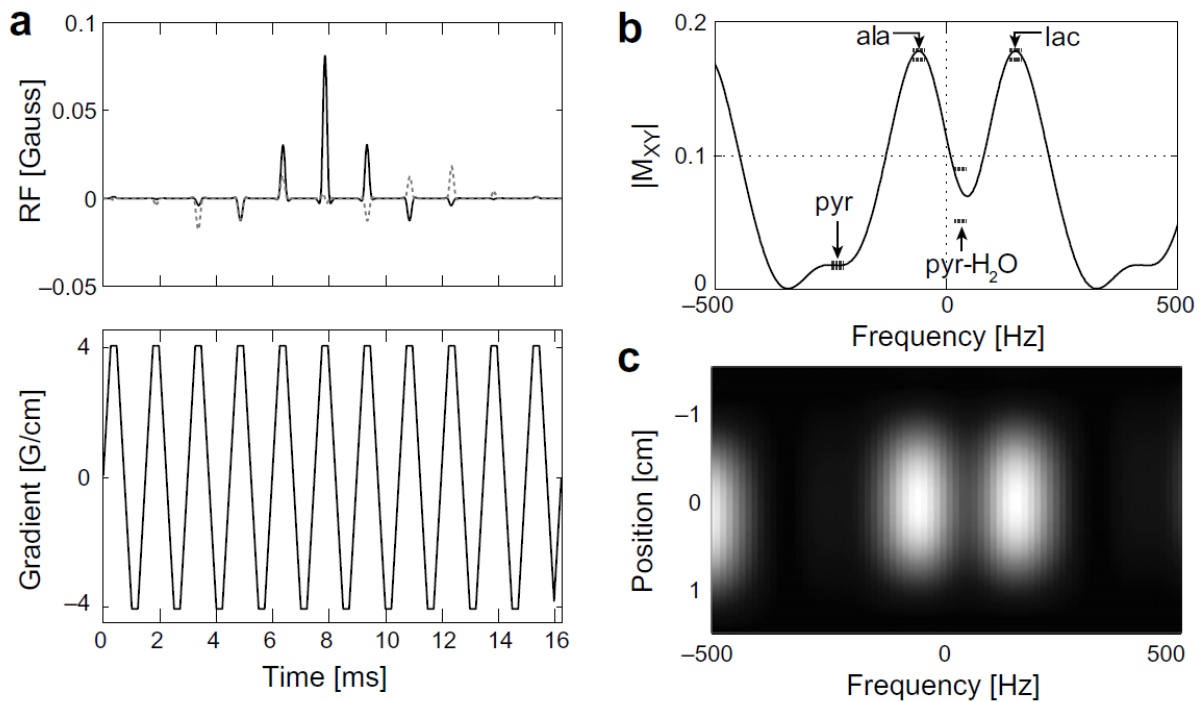 a
RF [Gauss]
0.1
0.05
0
–0.05
Gradient [G/cm]
4
0
–4
0 2 4 6 8 10 12 14 16
Time [ms]
b
|M_XY|
0.2
0.1
0
ala
lac
pyr
pyr-H₂O
–500 0 500
Frequency [Hz]
c
Position [cm]
–1
0
1
–500 0 500
Frequency [Hz]